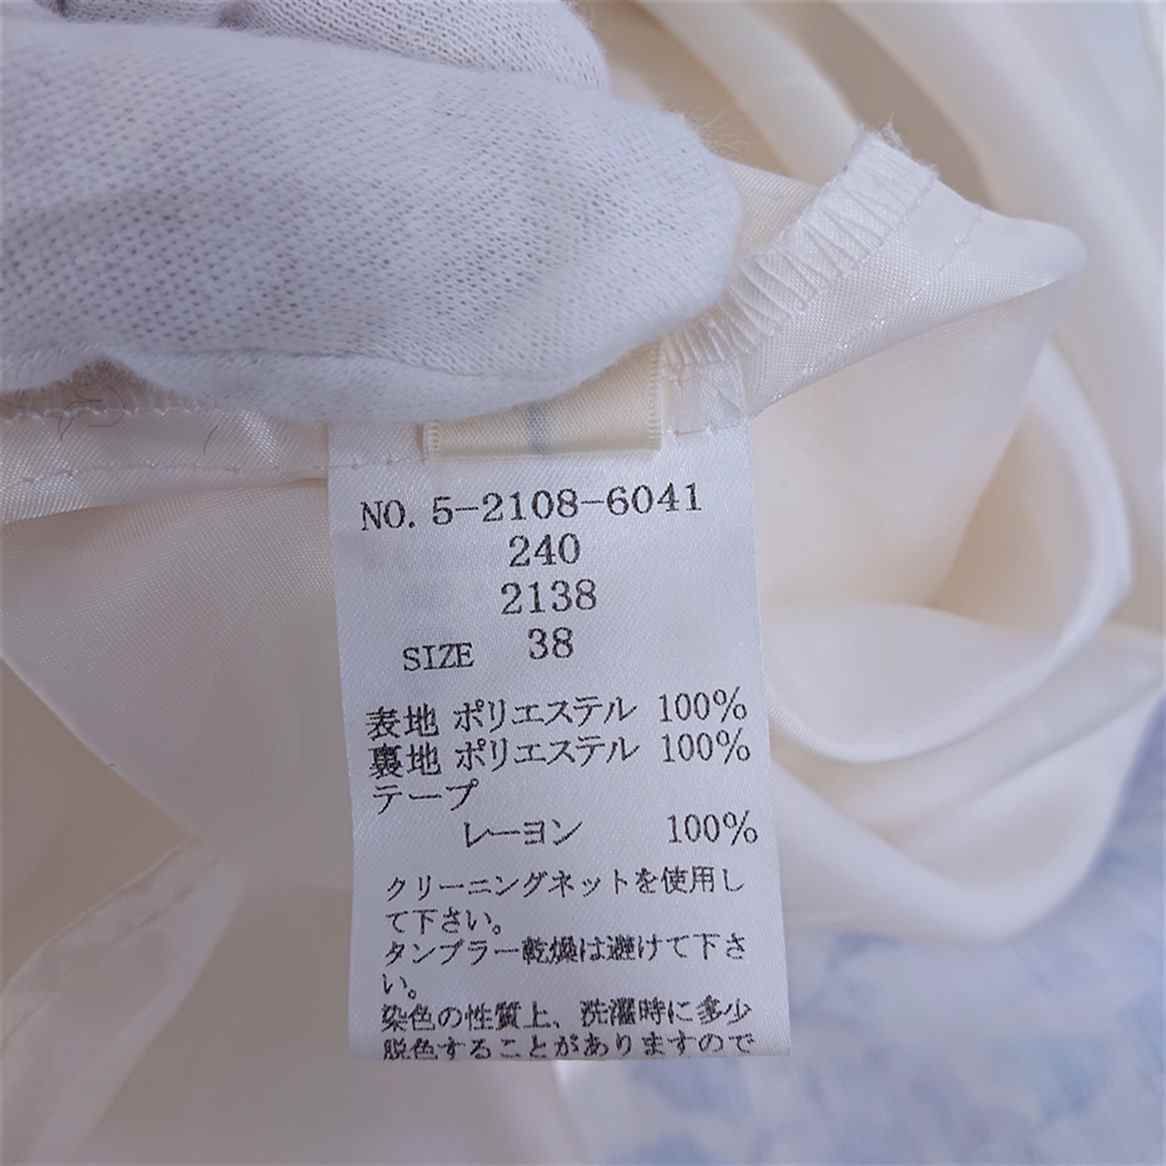 NO. 5-2108-6041
240
2138
SIZE 38
表地 ポリエステル 100%
裏地 ポリエステル 100%
テープ
レーヨン 100%
クリーニングネットを使用し
て下さい。
タンブラー乾燥は避けて下さ
い。
染色の性質上、洗濯時に多少
脱色することがありますので